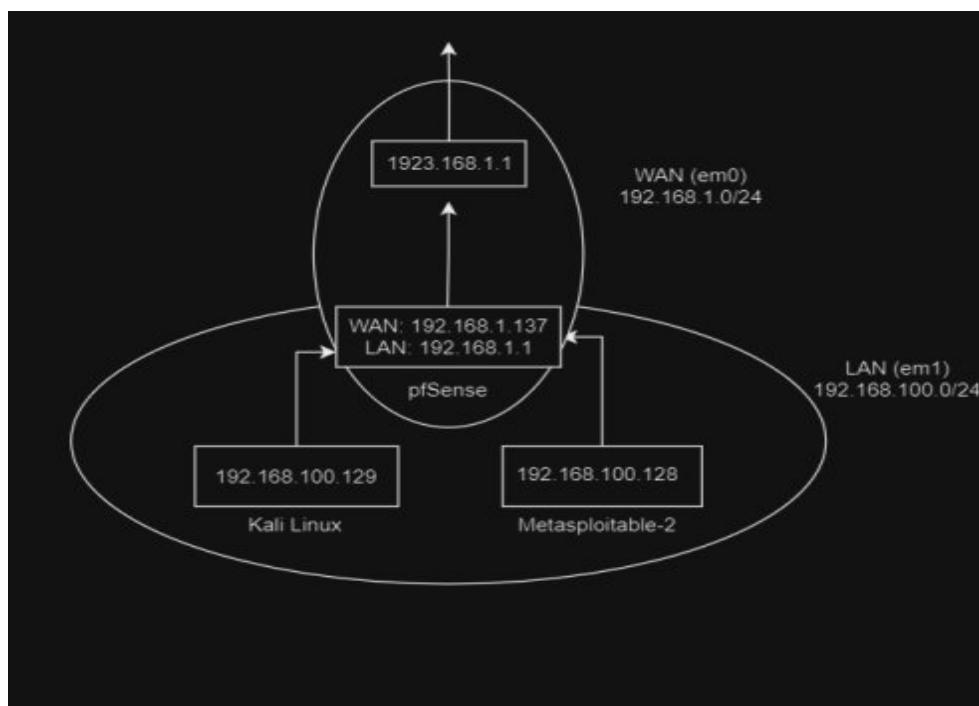 1923.168.1.1
WAN (em0)
192.168.1.0/24
WAN: 192.168.1.137
LAN: 192.168.1.1
pfSense
LAN (em1)
192.168.100.0/24
192.168.100.129
Kali Linux
192.168.100.128
Metasploitable-2